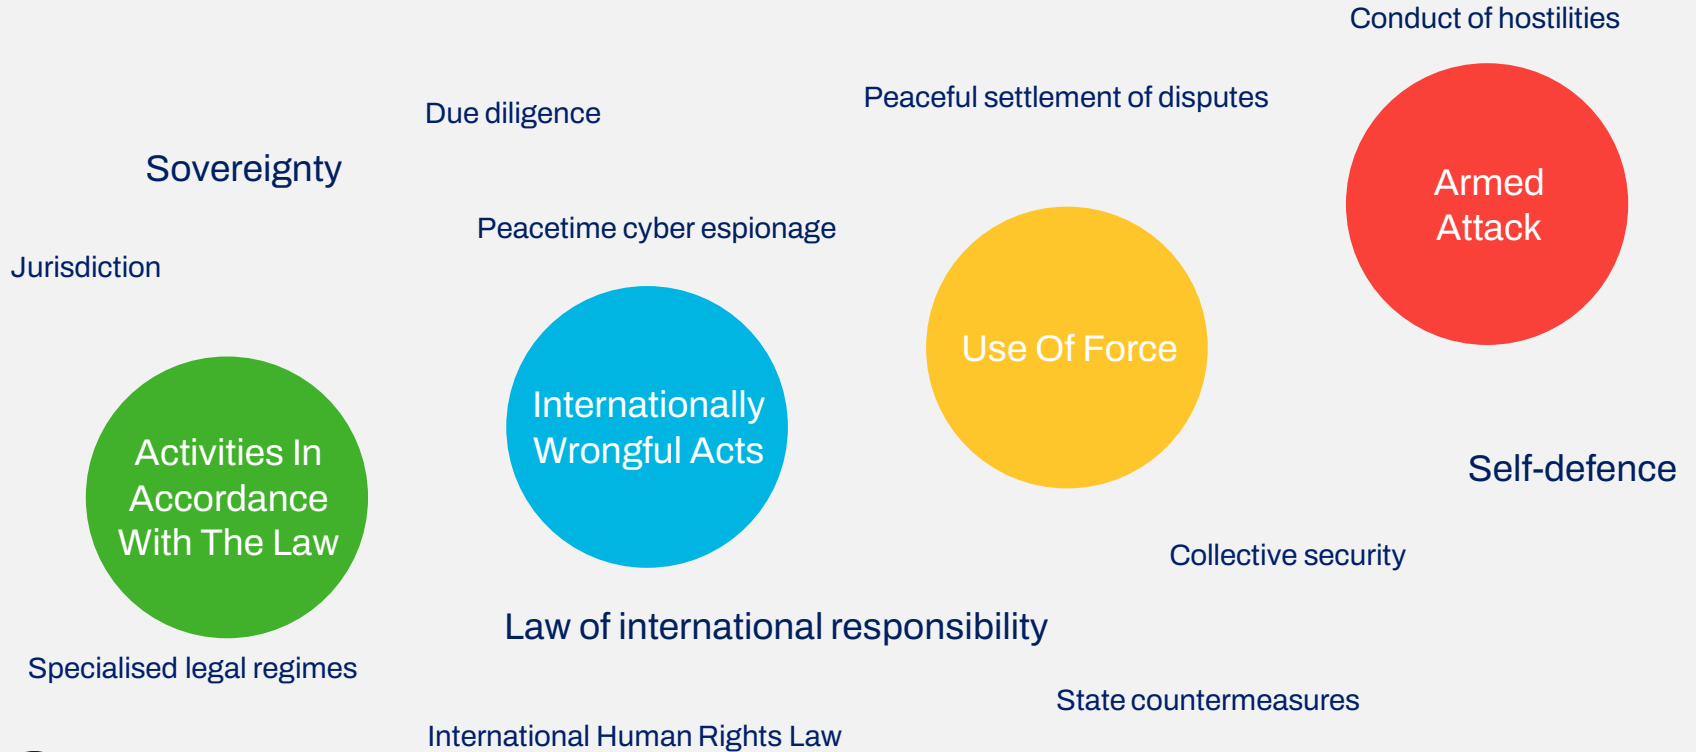 Conduct of hostilities
Peaceful settlement of disputes
Due diligence
Sovereignty
Armed
Attack
Peacetime cyber espionage
Jurisdiction
Use Of Force
Internationally
Wrongful Acts
Activities In
Accordance
With The Law
Self-defence
Collective security
Law of international responsibility
Specialised legal regimes
State countermeasures
International Human Rights Law